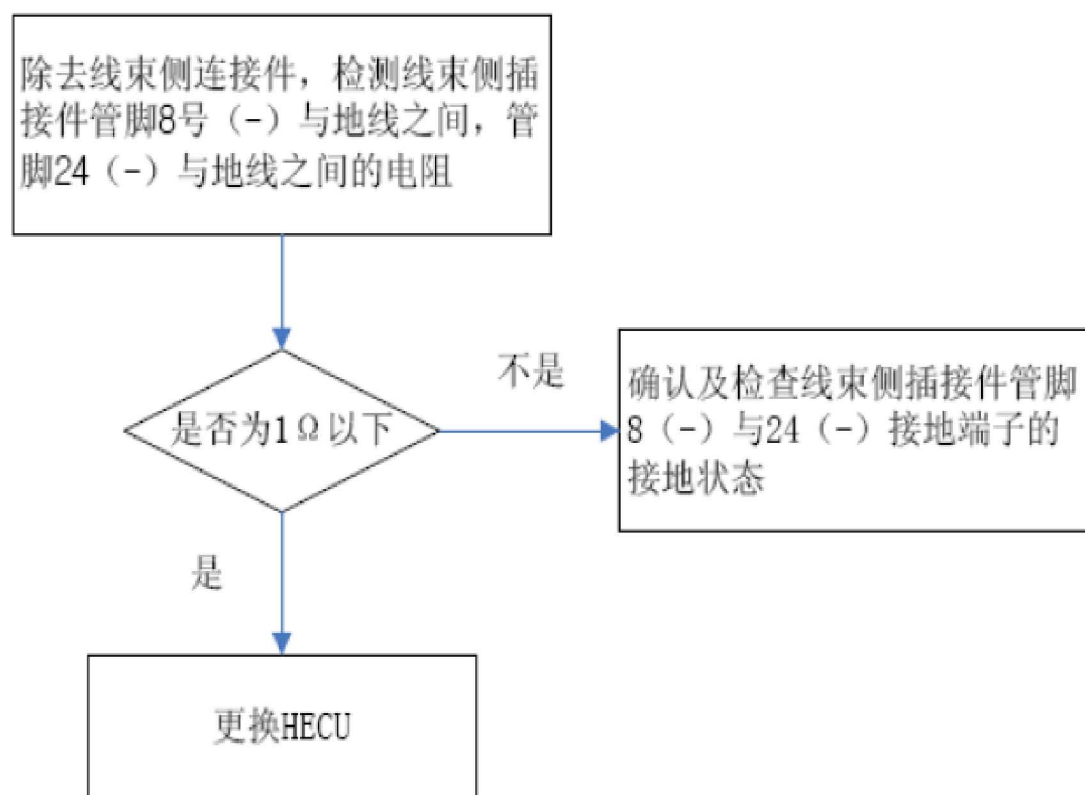 除去线束侧连接件，检测线束侧插
接件管脚8号（-）与地线之间，管
脚24（-）与地线之间的电阻
是否为1Ω以下
不是
确认及检查线束侧插接件管脚
8（-）与24（-）接地端子的
接地状态
是
更换HECU